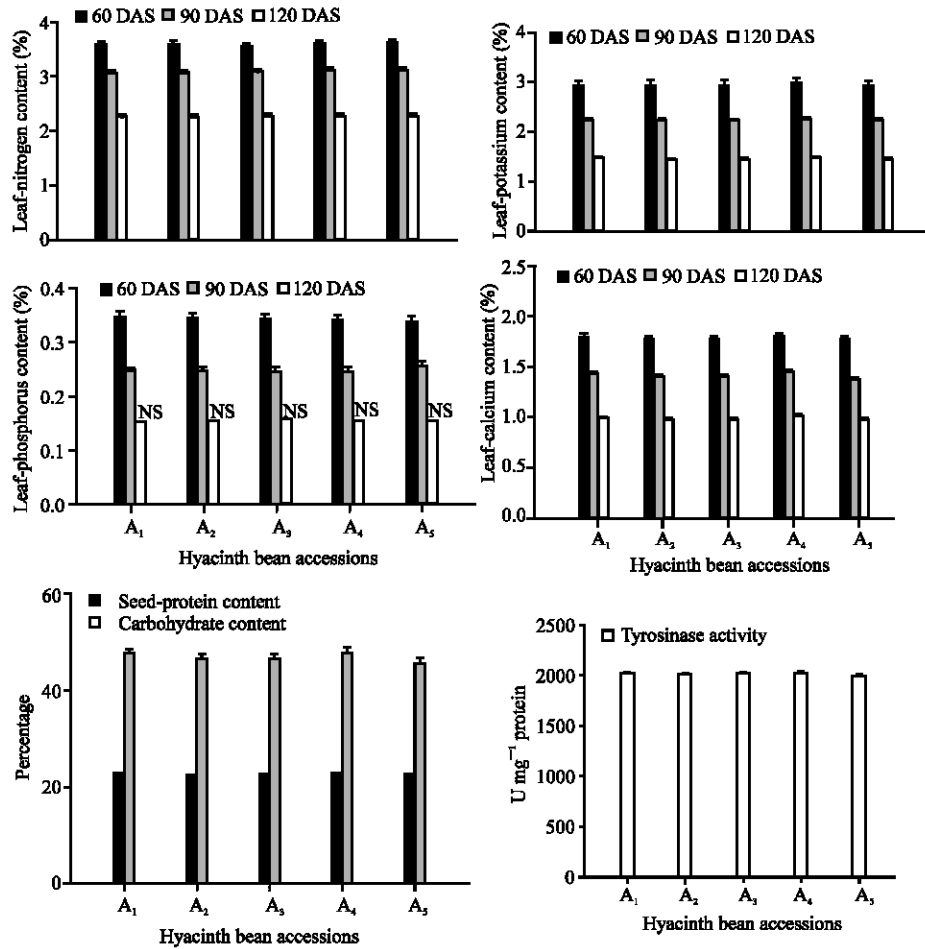 60 DAS 90 DAS 120 DAS
Leaf-nitrogen content (%)
4
3
2
1
0
60 DAS 90 DAS 120 DAS
Leaf-potassium content (%)
4
3
2
1
0
60 DAS 90 DAS 120 DAS
Leaf-phosphorus content (%)
0.4
0.3
0.2
0.1
0.0
NS NS NS NS NS
A₁ A₂ A₃ A₄ A₅
Hyacinth bean accessions
60 DAS 90 DAS 120 DAS
Leaf-calcium content (%)
2.5
2.0
1.5
1.0
0.5
0.0
A₁ A₂ A₃ A₄ A₅
Hyacinth bean accessions
Seed-protein content
Carbohydrate content
Percentage
60
40
20
0
A₁ A₂ A₃ A₄ A₅
Hyacinth bean accessions
Tyrosinase activity
U mg⁻¹ protein
2500
2000
1500
1000
500
0
A₁ A₂ A₃ A₄ A₅
Hyacinth bean accessions